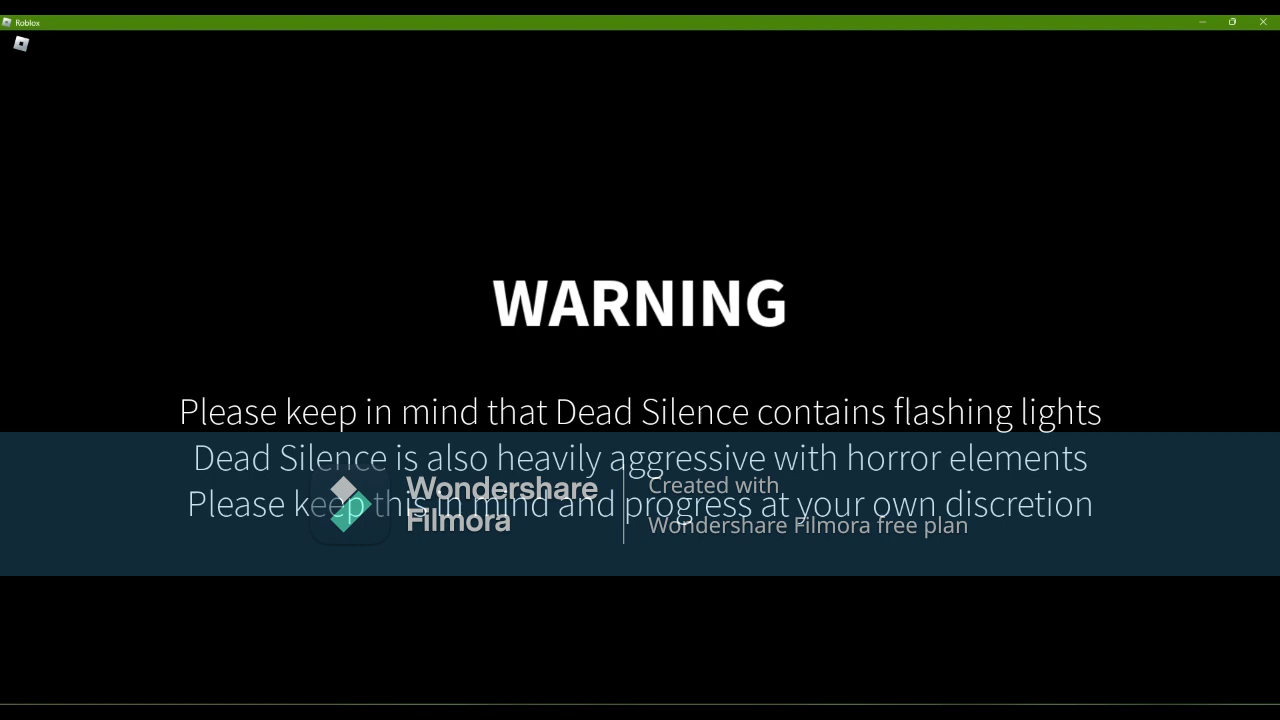 Roblox
WARNING
Please keep in mind that Dead Silence contains flashing lights
Dead Silence is also heavily aggressive with horror elements
Please keep this in mind and progress at your own discretion
Wondershare
Filmora
Created with
Wondershare Filmora free plan